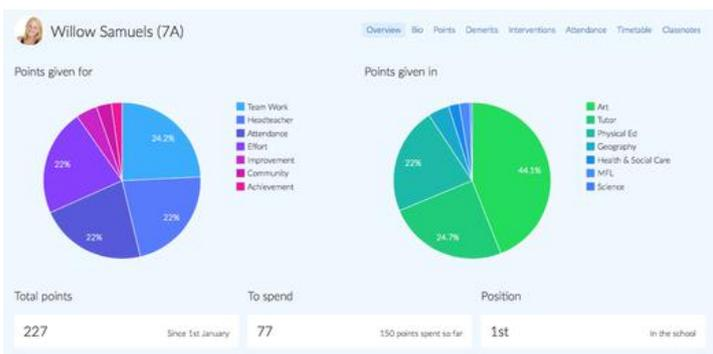 Willow Samuels (7A)
Overview Bio Points Demerits Interventions Attendance Timetable Classnotes
Points given for
24.2%
22%
22%
22%
Team Work
Headteacher
Attendance
Effort
Improvement
Community
Achievement
Points given in
44.1%
22%
24.7%
Art
Tutor
Physical Ed
Geography
Health & Social Care
MFL
Science
Total points
227 Since 1st January
To spend
77 150 points spent so far
Position
1st In the school